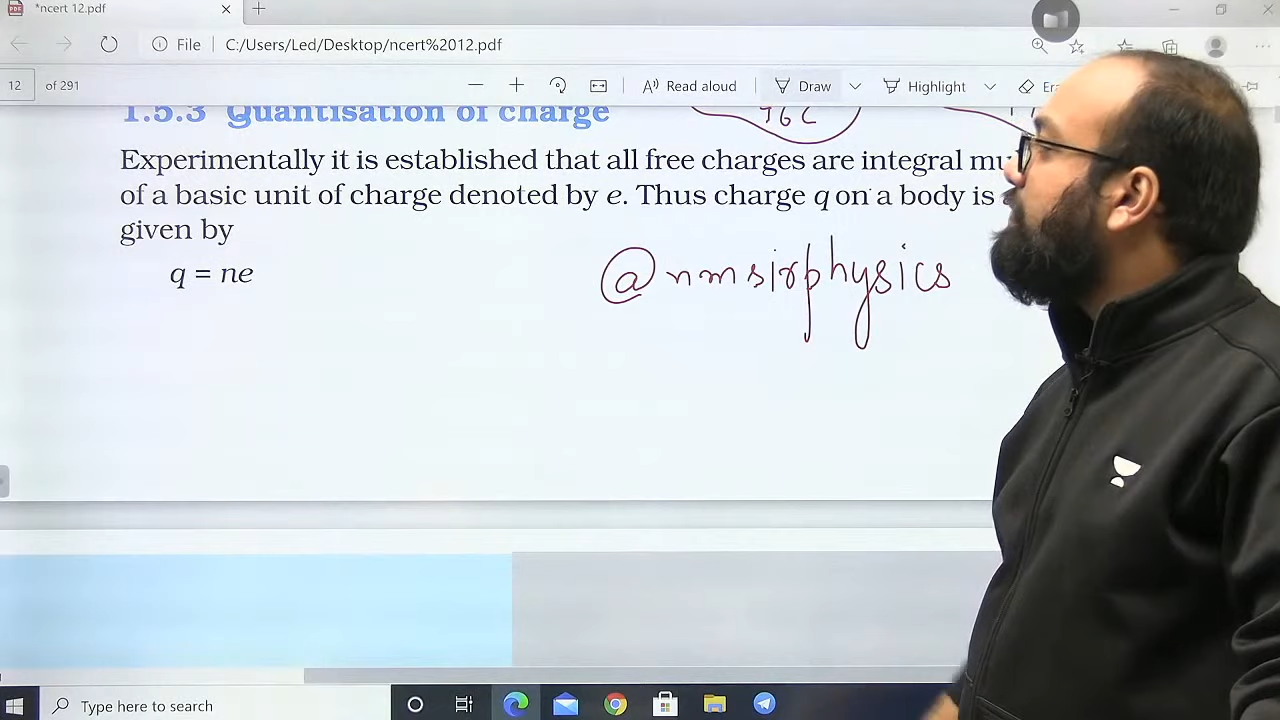 *ncert 12.pdf
File C:/Users/Led/Desktop/ncert%2012.pdf
12 of 291 Read aloud Draw Highlight
1.5.3 Quantisation of charge
Experimentally it is established that all free charges are integral
of a basic unit of charge denoted by e. Thus charge q on a body is
given by
q = ne
@nmsirphysics
Type here to search